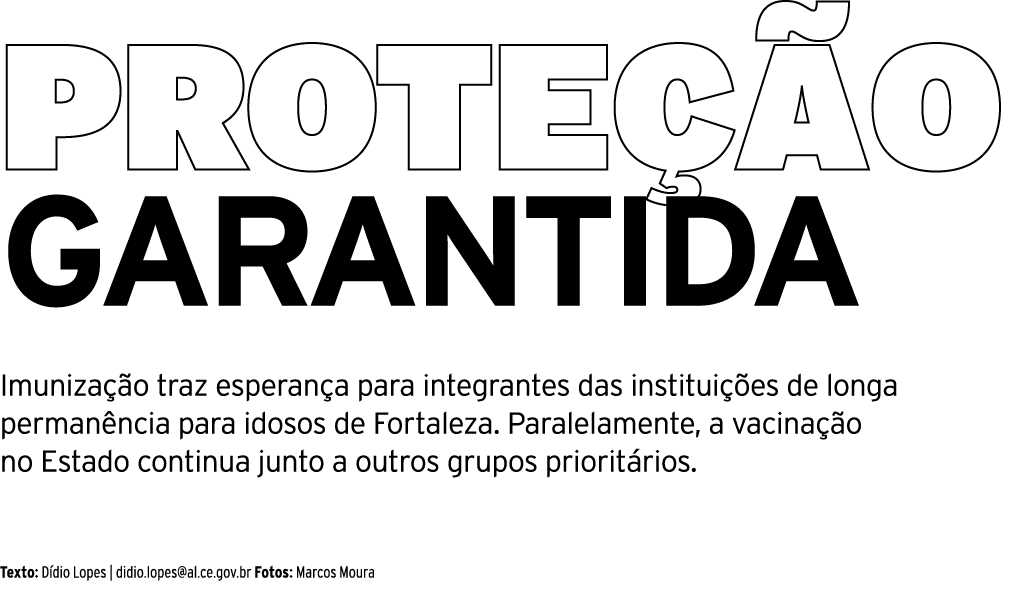 PROTEÇÃO
GARANTIDA
Imunização traz esperança para integrantes das instituições de longa
permanência para idosos de Fortaleza. Paralelamente, a vacinação
no Estado continua junto a outros grupos prioritários.
Texto: Dídio Lopes | didio.lopes@al.ce.gov.br Fotos: Marcos Moura